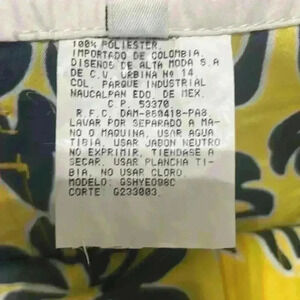 100% POLIESTER.
IMPORTADO DE COLOMBIA.
DISENOS DE ALTA MODA S.A
DE C.V. URBINA Nº 14
COL. PARQUE INDUSTRIAL
NAUCALPAN EDO. DE MEX.
C.P. 53370
R.F.C. DAM-850418-PA8
LAVAR POR SEPARADO A MA-
NO O MAQUINA, USAR AGUA
TIBIA, USAR JABON NEUTRO
NO EXPRIMIR, TIENDASE A
SECAR. USAR PLANCHA TI-
BIA, NO USAR CLORO.
MODELO: GSHYE098C
CORTE: G233003.